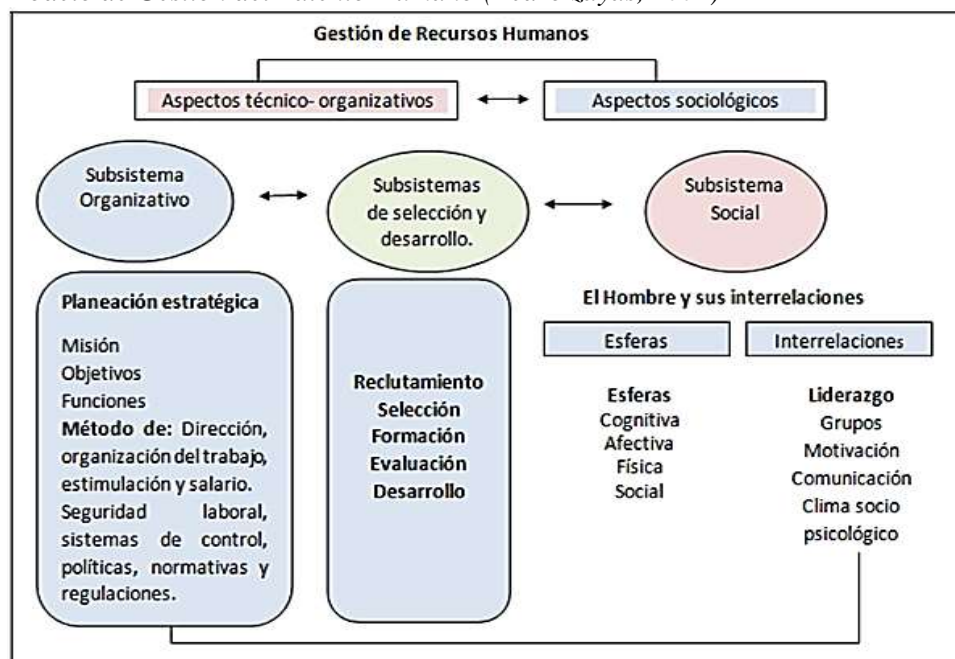 Gestión de Recursos Humanos
Aspectos técnico- organizativos
Aspectos sociológicos
Subsistema
Organizativo
Subsistemas
de selección y
desarrollo.
Subsistema
Social
Planeación estratégica
Misión
Objetivos
Funciones
Método de: Dirección,
organización del trabajo,
estimulación y salario.
Seguridad laboral,
sistemas de control,
políticas, normativas y
regulaciones.
Reclutamiento
Selección
Formación
Evaluación
Desarrollo
El Hombre y sus interrelaciones
Esferas
Esferas
Cognitiva
Afectiva
Física
Social
Interrelaciones
Liderazgo
Grupos
Motivación
Comunicación
Clima socio
psicológico